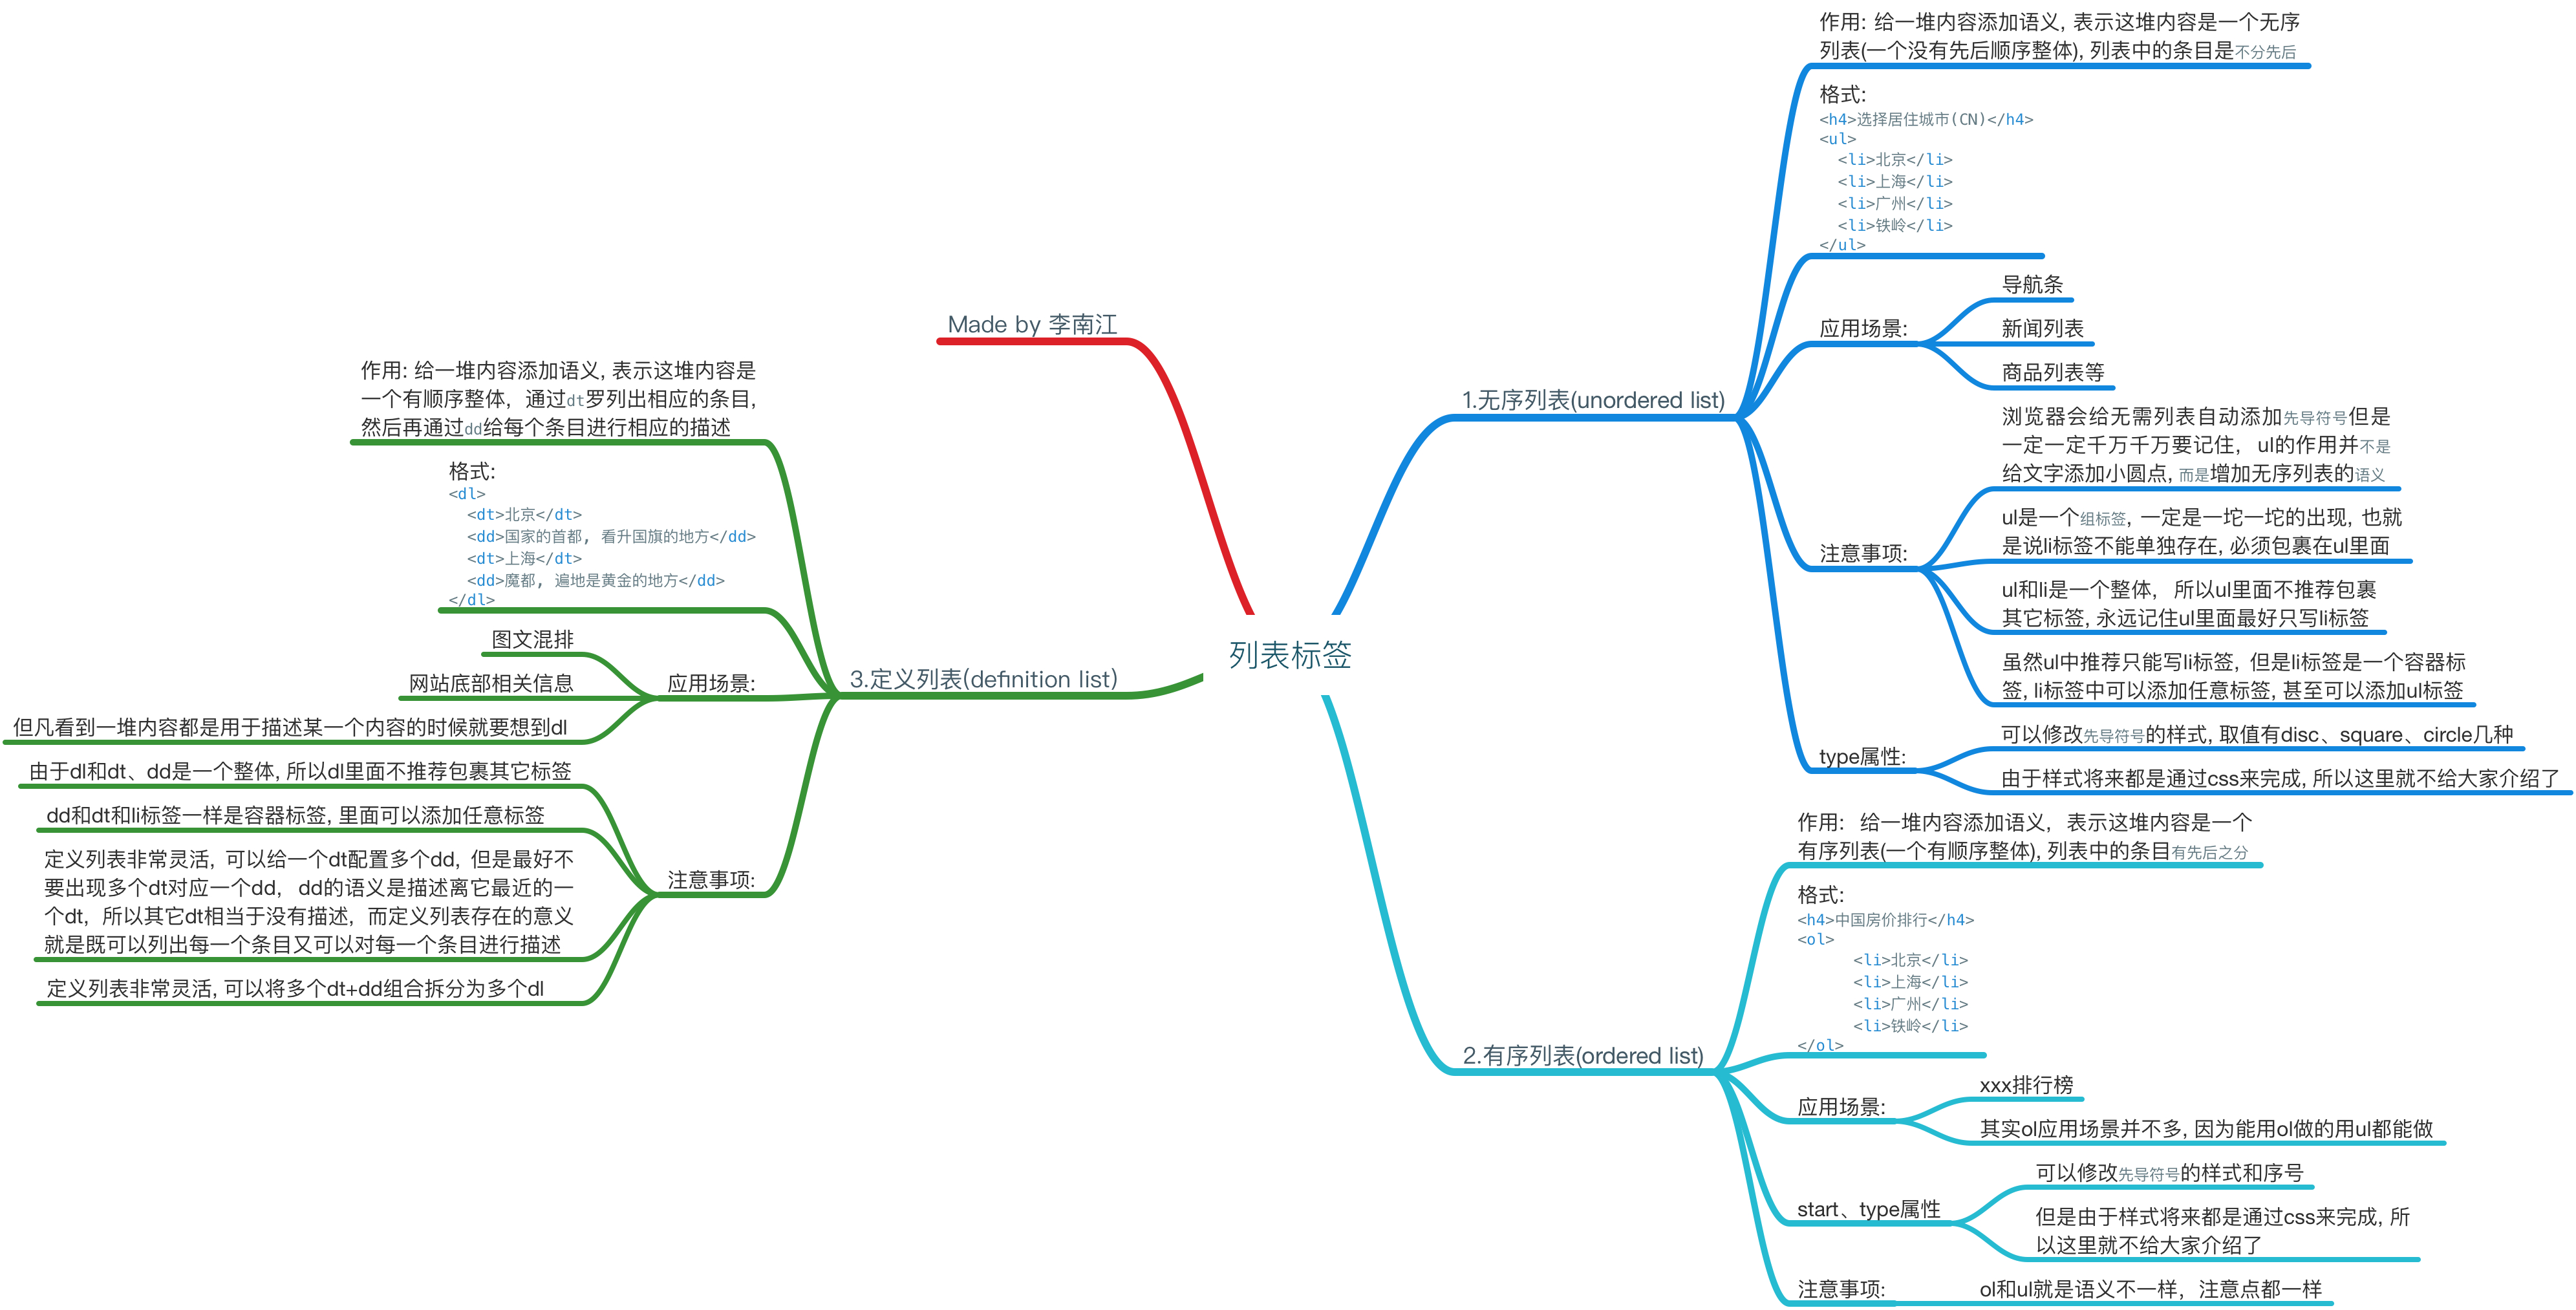 列表标签
Made by 李南江
1.无序列表(unordered list)
作用: 给一堆内容添加语义, 表示这堆内容是一个无序
列表(一个没有先后顺序整体), 列表中的条目是不分先后
格式:
<h4>选择居住城市(CN)</h4>
<ul>
<li>北京</li>
<li>上海</li>
<li>广州</li>
<li>铁岭</li>
</ul>
应用场景:
导航条
新闻列表
商品列表等
注意事项:
浏览器会给无需列表自动添加先导符号但是
一定一定千万千万要记住, ul的作用并不是
给文字添加小圆点, 而是增加无序列表的语义
ul是一个组标签, 一定是一坨一坨的出现, 也就
是说li标签不能单独存在, 必须包裹在ul里面
ul和li是一个整体, 所以ul里面不推荐包裹
其它标签, 永远记住ul里面最好只写li标签
虽然ul中推荐只能写li标签, 但是li标签是一个容器标
签, li标签中可以添加任意标签, 甚至可以添加ul标签
type属性:
可以修改先导符号的样式, 取值有disc、square、circle几种
由于样式将来都是通过css来完成, 所以这里就不给大家介绍了
2.有序列表(ordered list)
作用: 给一堆内容添加语义, 表示这堆内容是一个
有序列表(一个有顺序整体), 列表中的条目有先后之分
格式:
<h4>中国房价排行</h4>
<ol>
<li>北京</li>
<li>上海</li>
<li>广州</li>
<li>铁岭</li>
</ol>
应用场景:
xxx排行榜
其实ol应用场景并不多, 因为能用ol做的用ul都能做
start、type属性
可以修改先导符号的样式和序号
但是由于样式将来都是通过css来完成, 所
以这里就不给大家介绍了
注意事项:
ol和ul就是语义不一样, 注意点都一样
3.定义列表(definition list)
作用: 给一堆内容添加语义, 表示这堆内容是
一个有顺序整体, 通过dt罗列出相应的条目,
然后再通过dd给每个条目进行相应的描述
格式:
<dl>
<dt>北京</dt>
<dd>国家的首都, 看升国旗的地方</dd>
<dt>上海</dt>
<dd>魔都, 遍地是黄金的地方</dd>
</dl>
应用场景:
图文混排
网站底部相关信息
但凡看到一堆内容都是用于描述某一个内容的时候就要想到dl
注意事项:
由于dl和dt、dd是一个整体, 所以dl里面不推荐包裹其它标签
dd和dt和li标签一样是容器标签, 里面可以添加任意标签
定义列表非常灵活, 可以给一个dt配置多个dd, 但是最好不
要出现多个dt对应一个dd, dd的语义是描述离它最近的一
个dt, 所以其它dt相当于没有描述, 而定义列表存在的意义
就是既可以列出每一个条目又可以对每一个条目进行描述
定义列表非常灵活, 可以将多个dt+dd组合拆分为多个dl